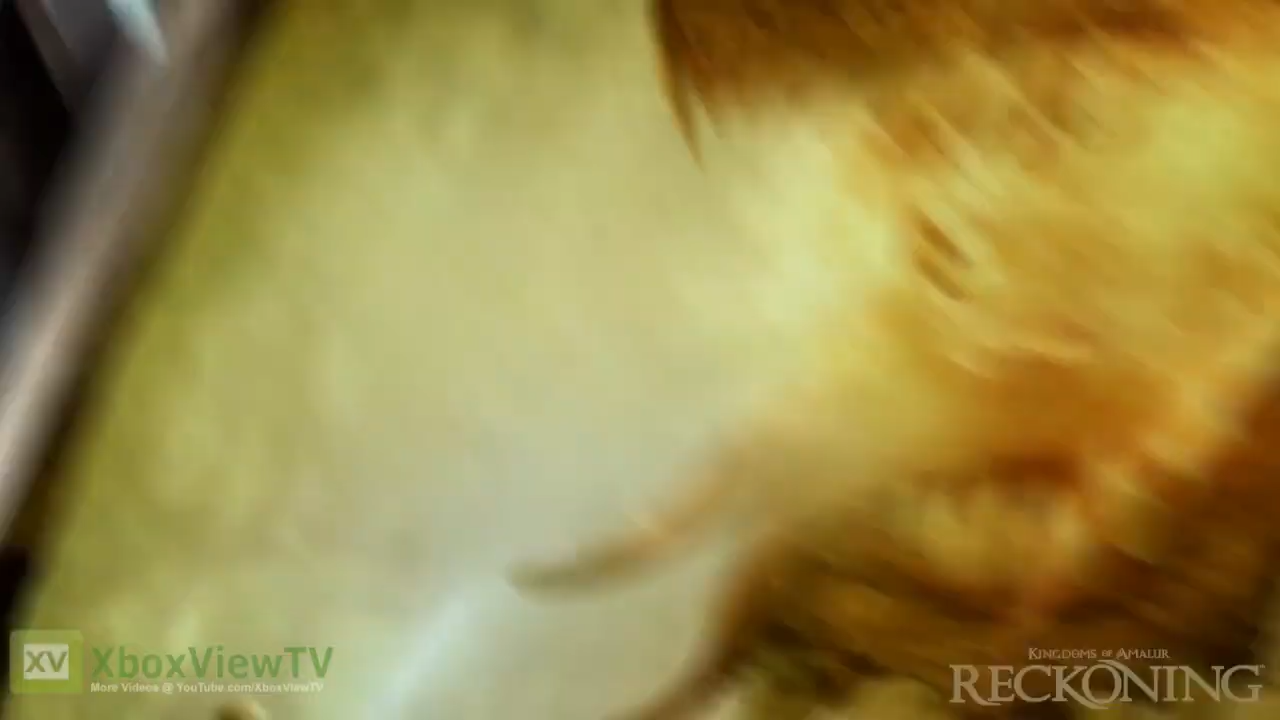 XV XboxViewTV
More Videos @ YouTube.com/XboxViewTV
KINGDOMS OF AMALUR
RECKONING